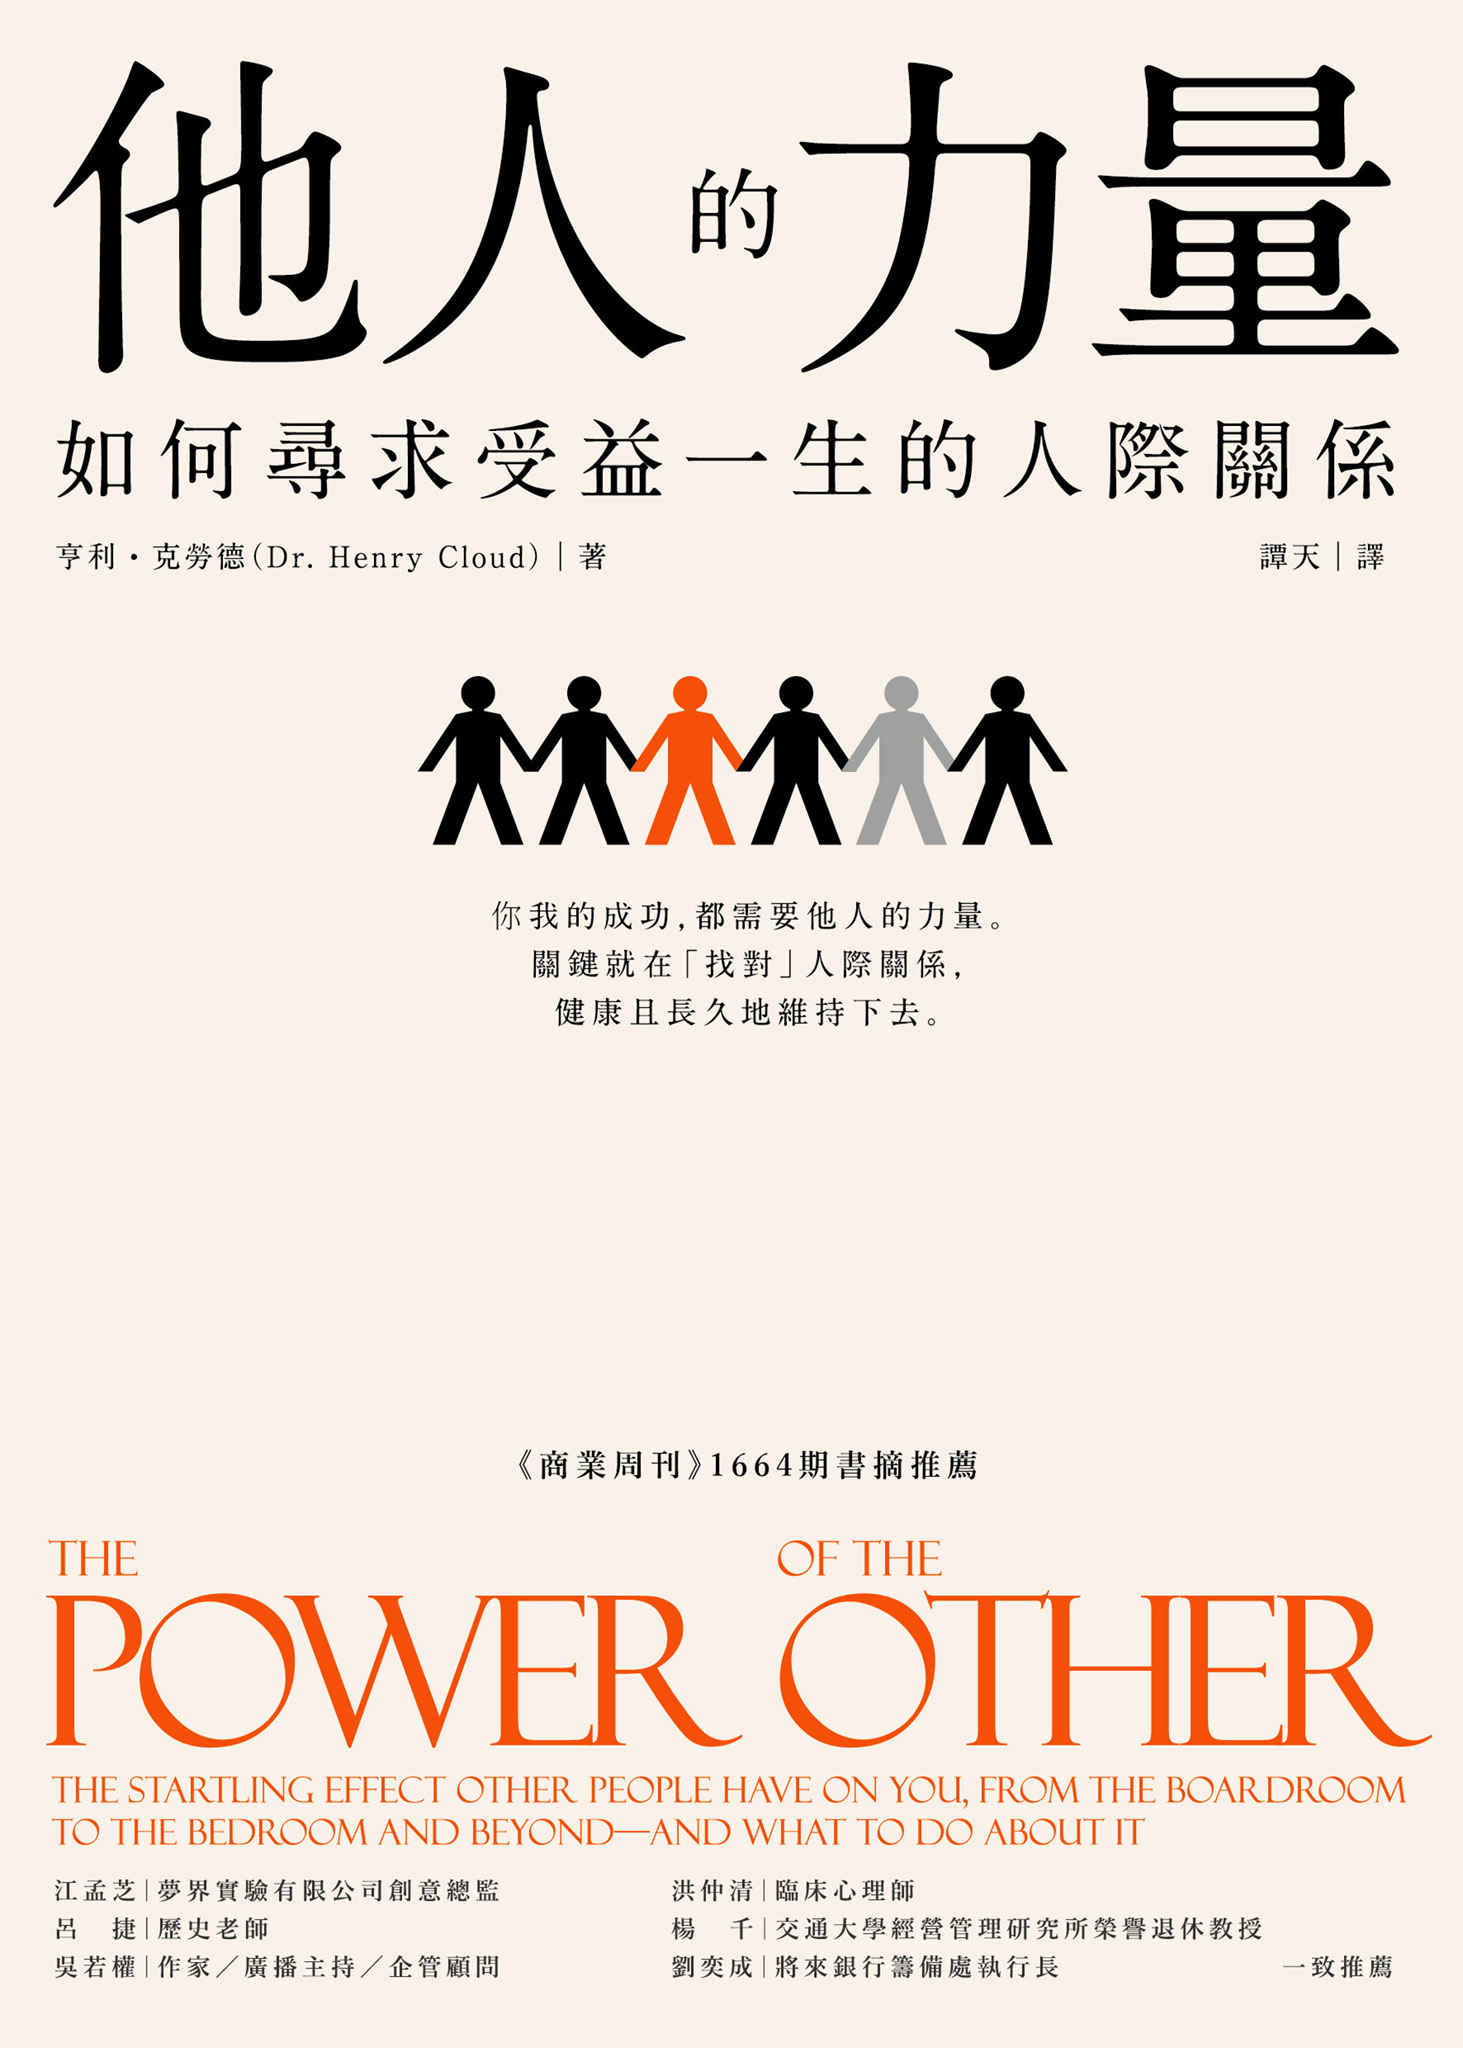 他人的力量
如何尋求受益一生的人際關係
亨利・克勞德（Dr. Henry Cloud）｜著
譚天｜譯
你我的成功，都需要他人的力量。
關鍵就在「找對」人際關係，
健康且長久地維持下去。
《商業周刊》1664期書摘推薦
THE POWER OF THE OTHER
THE STARTLING EFFECT OTHER PEOPLE HAVE ON YOU, FROM THE BOARDROOM
TO THE BEDROOM AND BEYOND—AND WHAT TO DO ABOUT IT
江孟芝｜夢界實驗有限公司創意總監
呂　捷｜歷史老師
吳若權｜作家／廣播主持／企管顧問
洪仲清｜臨床心理師
楊　千｜交通大學經營管理研究所榮譽退休教授
劉奕成｜將來銀行籌備處執行長
一致推薦